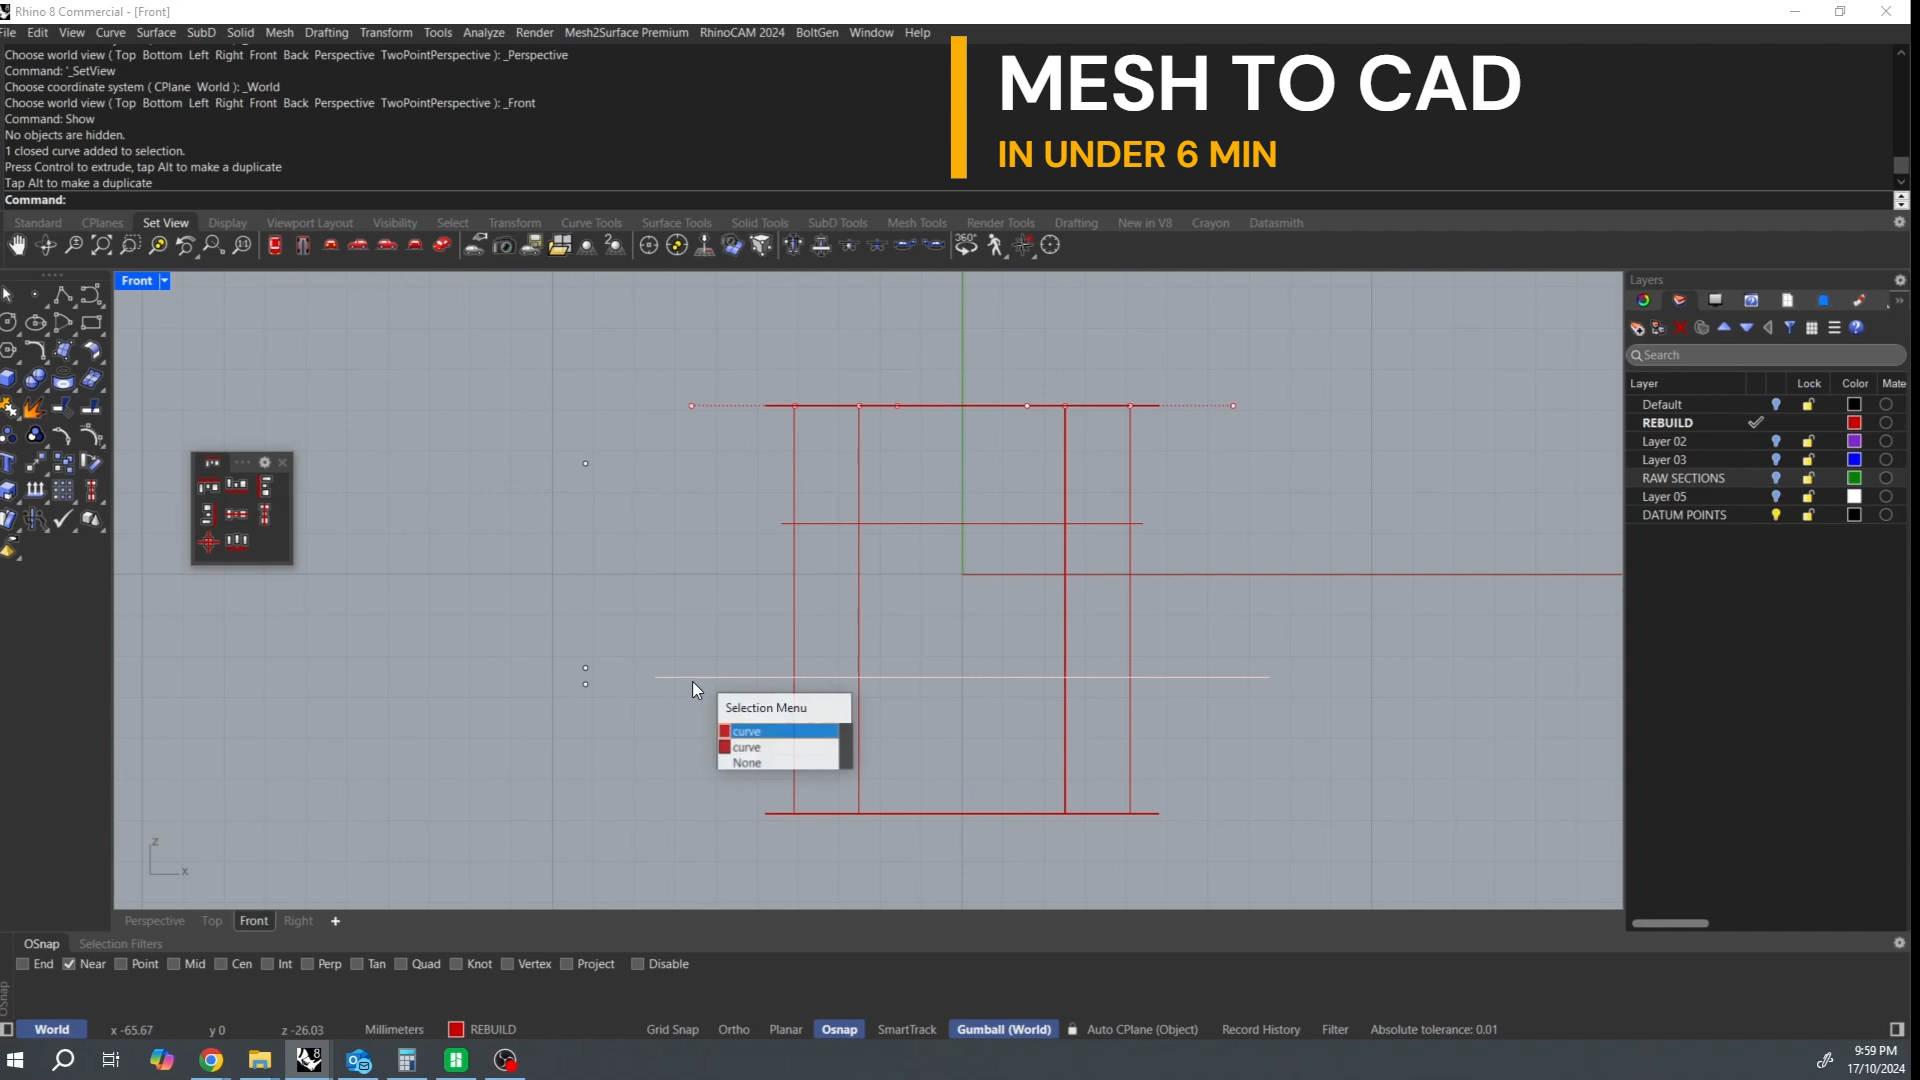 Rhino 8 Commercial - [Front]
File Edit View Curve Surface SubD Solid Mesh Drafting Transform Tools Analyze Render Mesh2Surface Premium RhinoCAM 2024 BoltGen Window Help
Choose world view ( Top Bottom Left Right Front Back Perspective TwoPointPerspective ): _Perspective
Command: '_SetView
Choose coordinate system ( CPlane World ): _World
Choose world view ( Top Bottom Left Right Front Back Perspective TwoPointPerspective ): _Front
Command: Show
No objects are hidden.
1 closed curve added to selection.
Press Control to extrude, tap Alt to make a duplicate
Tap Alt to make a duplicate
Command:
MESH TO CAD
IN UNDER 6 MIN
Standard CPlanes Set View Display Viewport Layout Visibility Select Transform Curve Tools Surface Tools Solid Tools SubD Tools Mesh Tools Render Tools Drafting New in V8 Crayon Datasmith
Front
z
x
Selection Menu
curve
curve
None
Layers
Search
Layer Lock Color Mate
Default
REBUILD
Layer 02
Layer 03
RAW SECTIONS
Layer 05
DATUM POINTS
Perspective Top Front Right
OSnap Selection Filters
End Near Point Mid Cen Int Perp Tan Quad Knot Vertex Project Disable
OSnap
World x -65.67 y 0 z -26.03 Millimeters REBUILD Grid Snap Ortho Planar Osnap SmartTrack Gumball (World) Auto CPlane (Object) Record History Filter Absolute tolerance: 0.01
9:59 PM
17/10/2024